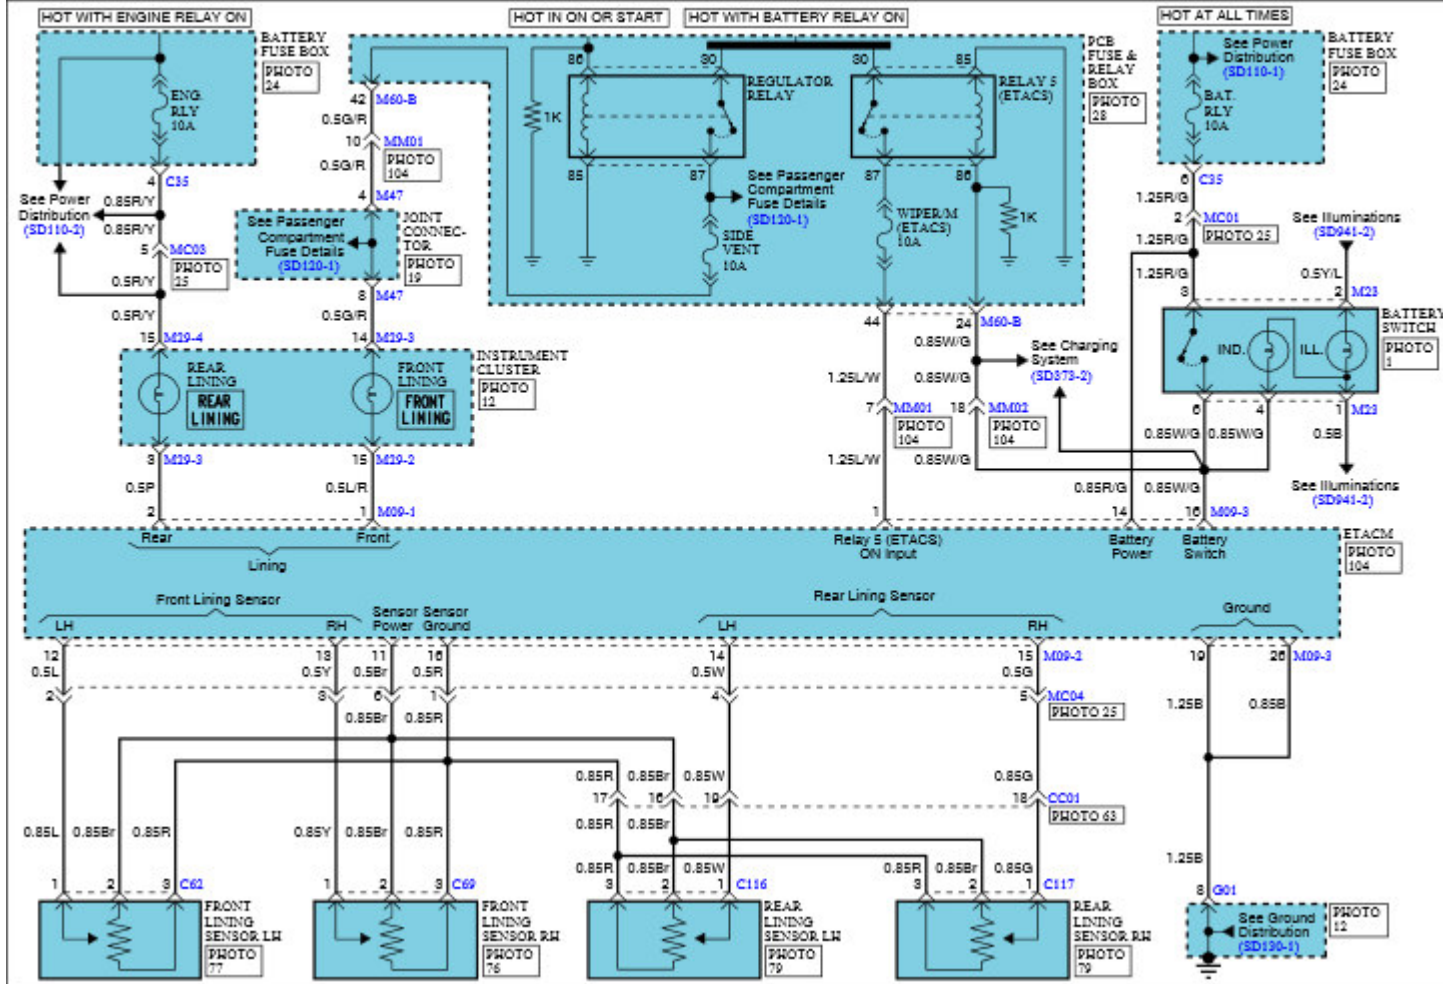 HOT WITH ENGINE RELAY ON
HOT IN ON OR START
HOT WITH BATTERY RELAY ON
HOT AT ALL TIMES
BATTERY
FUSE BOX
PHOTO
24
ENG.
RLY
10A
4 C35
0.85R/Y
See Power
Distribution
(SD110-2)
0.85R/Y
5 MC03
PHOTO
25
0.5R/Y
0.5R/Y
15 M29-4
42 M60-B
0.5G/R
10 MM01
PHOTO
104
0.5G/R
4 M47
See Passenger
Compartment
Fuse Details
(SD120-1)
JOINT
CONNEC-
TOR
PHOTO
19
8 M47
0.5G/R
14 M29-3
86
30
REGULATOR
RELAY
1K
85
87
See Passenger
Compartment
Fuse Details
(SD120-1)
SIDE
VENT
10A
30
85
RELAY 5
(ETACS)
87
86
WIPER/M
(ETACS)
10A
1K
PCB
FUSE &
RELAY
BOX
PHOTO
28
See Power
Distribution
(SD110-1)
BAT.
RLY
10A
BATTERY
FUSE BOX
PHOTO
24
6 C35
1.25R/G
2 MC01
PHOTO 25
1.25R/G
1.25R/G
3
See Illuminations
(SD941-2)
0.5Y/L
2 M23
IND.
ILL.
BATTERY
SWITCH
PHOTO
1
6
4
1 M23
0.85W/G
0.85W/G
0.5B
See Illuminations
(SD941-2)
REAR
LINING
REAR
LINING
FRONT
LINING
FRONT
LINING
INSTRUMENT
CLUSTER
PHOTO
12
3 M29-3
15 M29-2
0.5P
0.5L/R
2
1 M09-1
44
24 M60-B
0.85W/G
See Charging
System
(SD373-2)
1.25L/W
0.85W/G
7 MM01
PHOTO
104
18 MM02
PHOTO
104
1.25L/W
0.85W/G
0.85R/G
0.85W/G
1
14
16 M09-3
Rear
Front
Lining
Relay 5 (ETACS)
ON Input
Battery
Power
Battery
Switch
ETACM
PHOTO
104
Front Lining Sensor
LH
RH
Sensor
Power
Sensor
Ground
Rear Lining Sensor
LH
RH
Ground
12
13
11
16
14
15 M09-2
19
26 M09-3
0.5L
0.5Y
0.5Br
0.5R
0.5W
0.5G
2
3
6
1
4
5 MC04
PHOTO 25
1.25B
0.85B
0.85Br
0.85R
0.85R
0.85Br
0.85W
0.85G
17
16
19
18 CC01
PHOTO 63
0.85L
0.85Br
0.85R
0.85Y
0.85Br
0.85R
0.85R
0.85Br
0.85R
0.85Br
0.85W
0.85R
0.85Br
0.85G
1.25B
1
2
3 C62
1
2
3 C69
3
2
1 C116
3
2
1 C117
8 G01
FRONT
LINING
SENSOR LH
PHOTO
77
FRONT
LINING
SENSOR RH
PHOTO
76
REAR
LINING
SENSOR LH
PHOTO
79
REAR
LINING
SENSOR RH
PHOTO
79
See Ground
Distribution
(SD130-1)
PHOTO
12